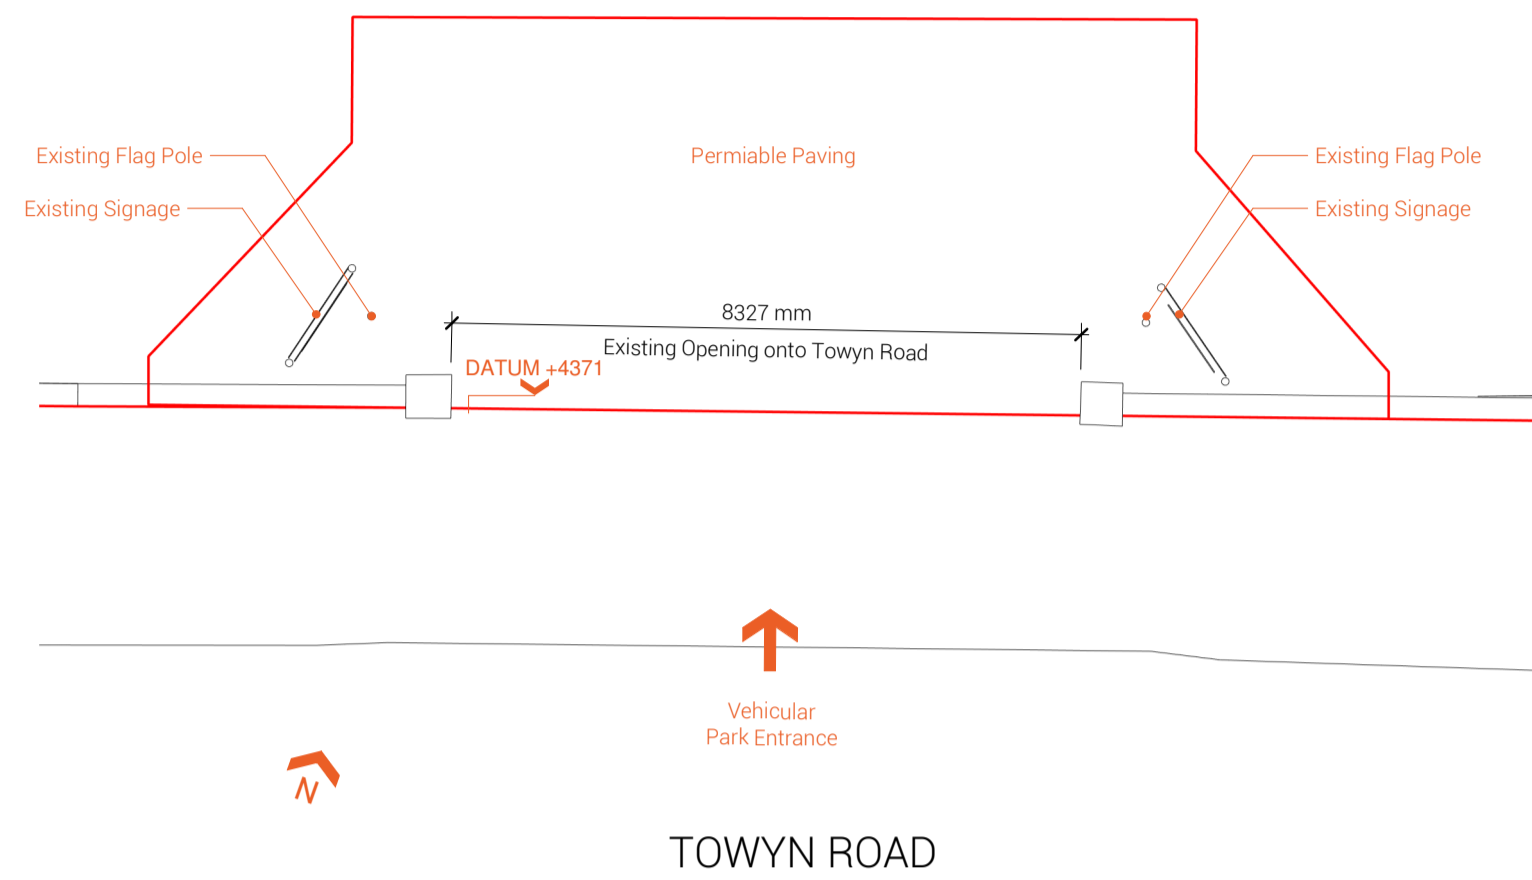 Existing Flag Pole
Permiable Paving
Existing Flag Pole
Existing Signage
Existing Signage
8327 mm
Existing Opening onto Towyn Road
DATUM +4371
Vehicular
Park Entrance
N
TOWYN ROAD